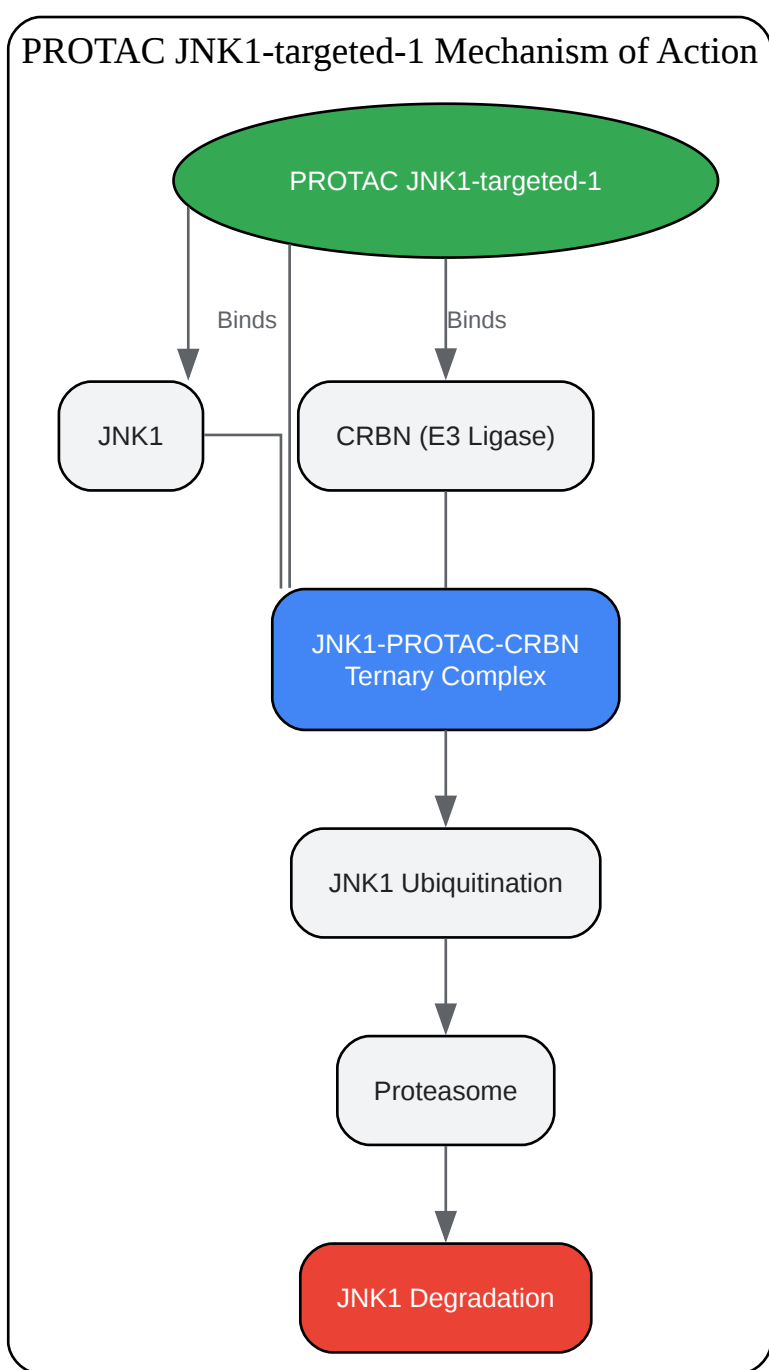 PROTAC JNK1-targeted-1 Mechanism of Action
PROTAC JNK1-targeted-1
Binds
Binds
JNK1
CRBN (E3 Ligase)
JNK1-PROTAC-CRBN
Ternary Complex
JNK1 Ubiquitination
Proteasome
JNK1 Degradation